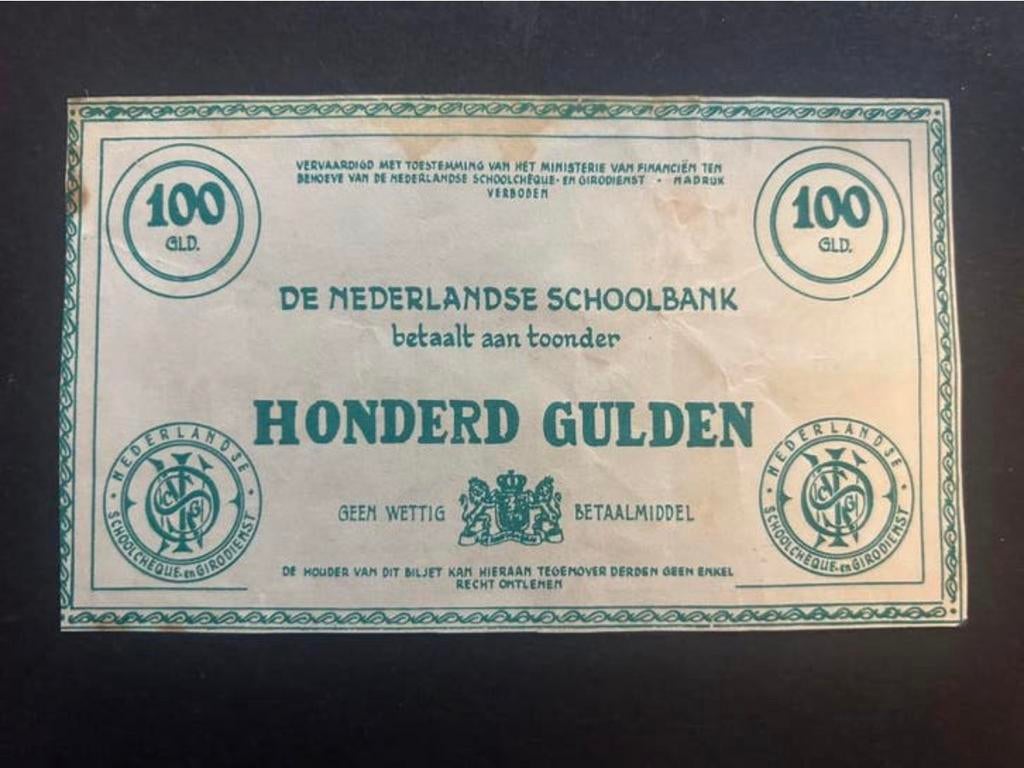 VERVAARDIGD MET TOESTEMMING VAN HET MINISTERIE VAN FINANCIËN TEN
BEHOEVE VAN DE NEDERLANDSE SCHOOLCHÈQUE- EN GIRODIENST - NADRUK
VERBODEN
100 100
GLD. GLD.
DE NEDERLANDSE SCHOOLBANK
betaalt aan toonder
HONDERD GULDEN
· NEDERLANDSE · SCHOOLCHÈQUE-en GIRODIENST
· NEDERLANDSE · SCHOOLCHÈQUE-en GIRODIENST
GEEN WETTIG BETAALMIDDEL
DE HOUDER VAN DIT BILJET KAN HIERAAN TEGENOVER DERDEN GEEN ENKEL
RECHT ONTLENEN